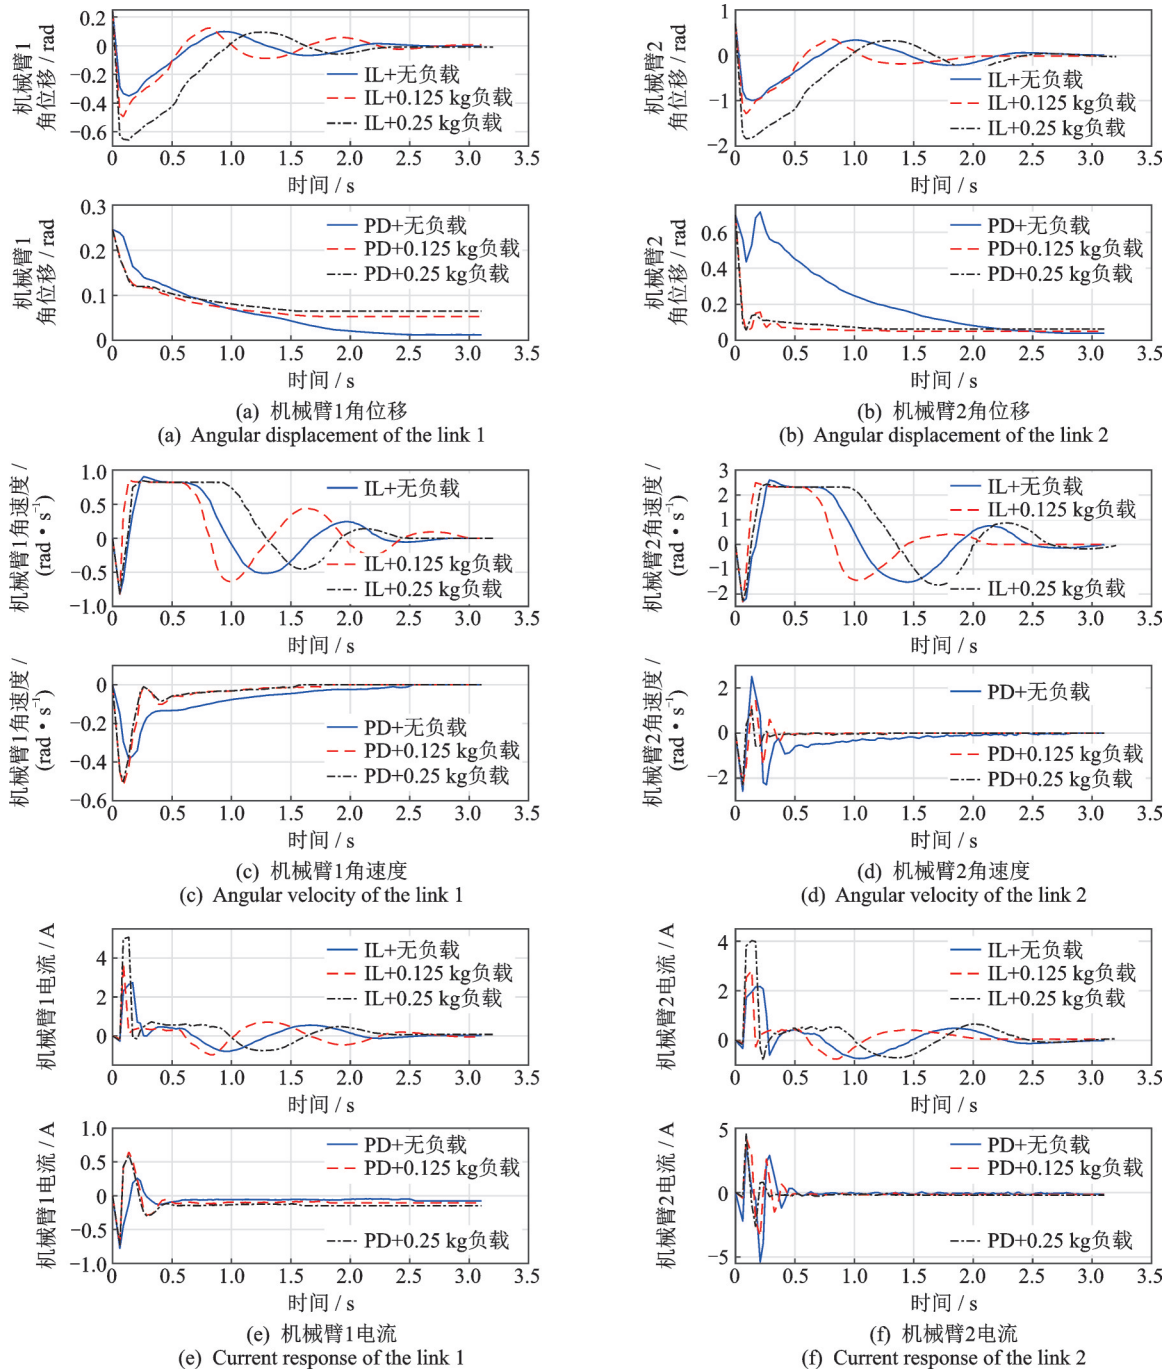 0.2
0
−0.2
−0.4
−0.6
机械臂1
角位移 / rad
IL+无负载
IL+0.125 kg负载
IL+0.25 kg负载
0 0.5 1.0 1.5 2.0 2.5 3.0 3.5
时间 / s
0.3
0.2
0.1
0
机械臂1
角位移 / rad
PD+无负载
PD+0.125 kg负载
PD+0.25 kg负载
0 0.5 1.0 1.5 2.0 2.5 3.0 3.5
时间 / s
(a) 机械臂1角位移
(a) Angular displacement of the link 1
1
0
−1
−2
机械臂2
角位移 / rad
IL+无负载
IL+0.125 kg负载
IL+0.25 kg负载
0 0.5 1.0 1.5 2.0 2.5 3.0 3.5
时间 / s
0.6
0.4
0.2
0
机械臂2
角位移 / rad
PD+无负载
PD+0.125 kg负载
PD+0.25 kg负载
0 0.5 1.0 1.5 2.0 2.5 3.0 3.5
时间 / s
(b) 机械臂2角位移
(b) Angular displacement of the link 2
1.0
0.5
0
−0.5
−1.0
机械臂1角速度 /
(rad·s⁻¹)
IL+无负载
IL+0.125 kg负载
IL+0.25 kg负载
0 0.5 1.0 1.5 2.0 2.5 3.0 3.5
时间 / s
0
−0.2
−0.4
−0.6
机械臂1角速度 /
(rad·s⁻¹)
PD+无负载
PD+0.125 kg负载
PD+0.25 kg负载
0 0.5 1.0 1.5 2.0 2.5 3.0 3.5
时间 / s
(c) 机械臂1角速度
(c) Angular velocity of the link 1
3
2
1
0
−1
−2
机械臂2角速度 /
(rad·s⁻¹)
IL+无负载
IL+0.125 kg负载
IL+0.25 kg负载
0 0.5 1.0 1.5 2.0 2.5 3.0 3.5
时间 / s
2
0
−2
机械臂2角速度 /
(rad·s⁻¹)
PD+无负载
PD+0.125 kg负载
PD+0.25 kg负载
0 0.5 1.0 1.5 2.0 2.5 3.0 3.5
时间 / s
(d) 机械臂2角速度
(d) Angular velocity of the link 2
4
2
0
机械臂1电流 / A
IL+无负载
IL+0.125 kg负载
IL+0.25 kg负载
0 0.5 1.0 1.5 2.0 2.5 3.0 3.5
时间 / s
1.0
0.5
0
−0.5
−1.0
机械臂1电流 / A
PD+无负载
PD+0.125 kg负载
PD+0.25 kg负载
0 0.5 1.0 1.5 2.0 2.5 3.0 3.5
时间 / s
(e) 机械臂1电流
(e) Current response of the link 1
4
2
0
机械臂2电流 / A
IL+无负载
IL+0.125 kg负载
IL+0.25 kg负载
0 0.5 1.0 1.5 2.0 2.5 3.0 3.5
时间 / s
5
0
−5
机械臂2电流 / A
PD+无负载
PD+0.125 kg负载
PD+0.25 kg负载
0 0.5 1.0 1.5 2.0 2.5 3.0 3.5
时间 / s
(f) 机械臂2电流
(f) Current response of the link 2